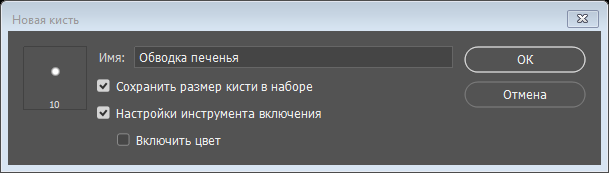 Новая кисть
Имя: Обводка печенья
OK
Сохранить размер кисти в наборе
Отмена
10
Настройки инструмента включения
Включить цвет